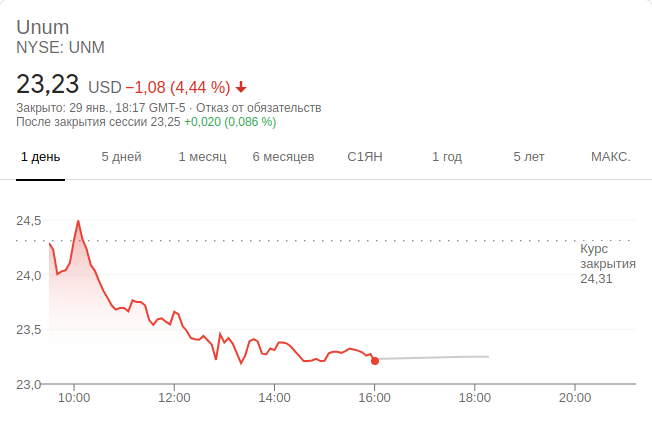 Unum
NYSE: UNM
23,23 USD −1,08 (4,44 %)
Закрыто: 29 янв., 18:17 GMT-5 · Отказ от обязательств
После закрытия сессии 23,25 +0,020 (0,086 %)
1 день 5 дней 1 месяц 6 месяцев С1ЯН 1 год 5 лет МАКС.
24,5
Курс
закрытия
24,31
24,0
23,5
23,0
10:00 12:00 14:00 16:00 18:00 20:00